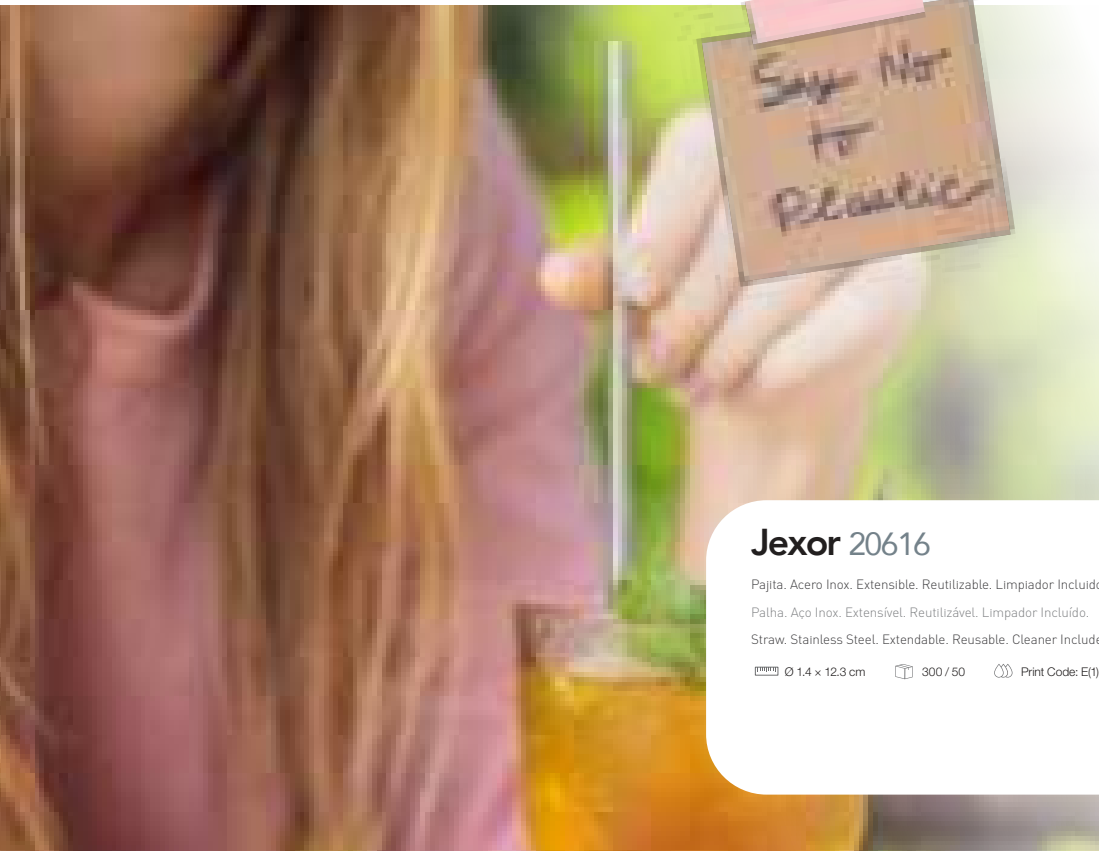 Say No
to
Plastic
Jexor 20616
Pajita. Acero Inox. Extensible. Reutilizable. Limpiador Incluido
Palha. Aço Inox. Extensível. Reutilizável. Limpador Incluído.
Straw. Stainless Steel. Extendable. Reusable. Cleaner Include
Ø 1.4 × 12.3 cm 300 / 50 Print Code: E(1)